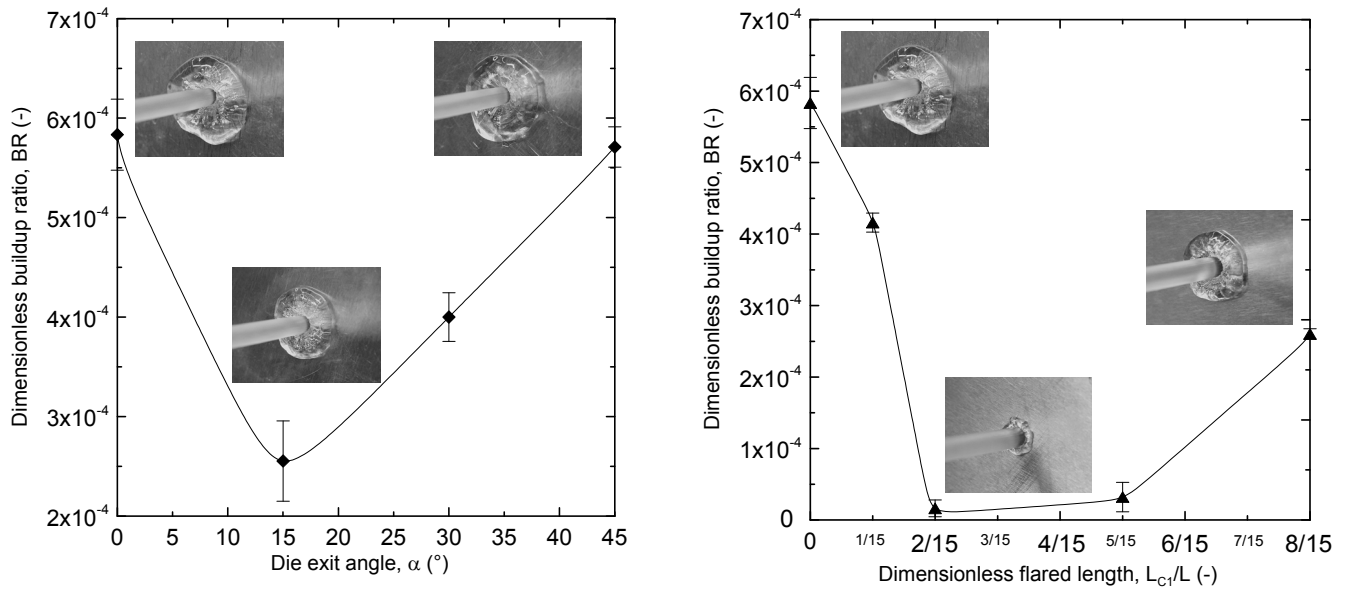 7x10⁻⁴
6x10⁻⁴
5x10⁻⁴
4x10⁻⁴
3x10⁻⁴
2x10⁻⁴
Dimensionless buildup ratio, BR (-)
0 5 10 15 20 25 30 35 40 45
Die exit angle, α (°)
7x10⁻⁴
6x10⁻⁴
5x10⁻⁴
4x10⁻⁴
3x10⁻⁴
2x10⁻⁴
1x10⁻⁴
0
Dimensionless buildup ratio, BR (-)
0 1/15 2/15 3/15 4/15 5/15 6/15 7/15 8/15
Dimensionless flared length, L_C1/L (-)